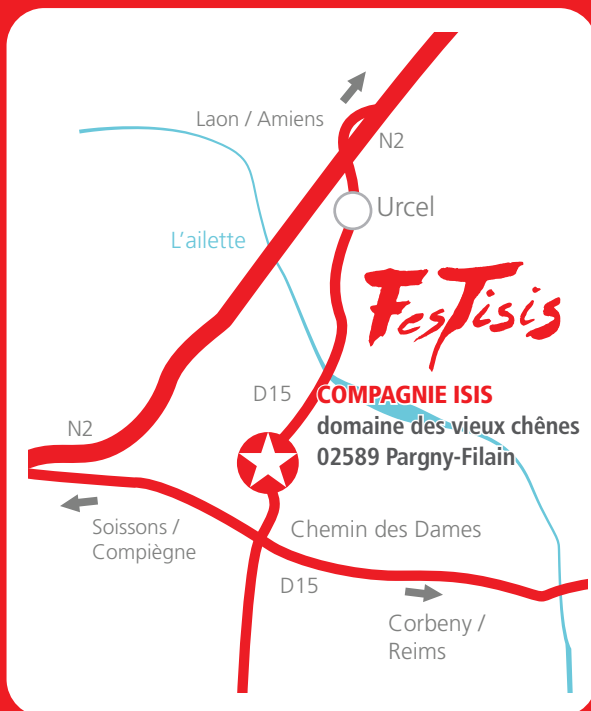 Laon / Amiens
N2
Urcel
L'ailette
FesTisis
D15
COMPAGNIE ISIS
domaine des vieux chênes
02589 Pargny-Filain
N2
Soissons /
Compiègne
Chemin des Dames
D15
Corbeny /
Reims